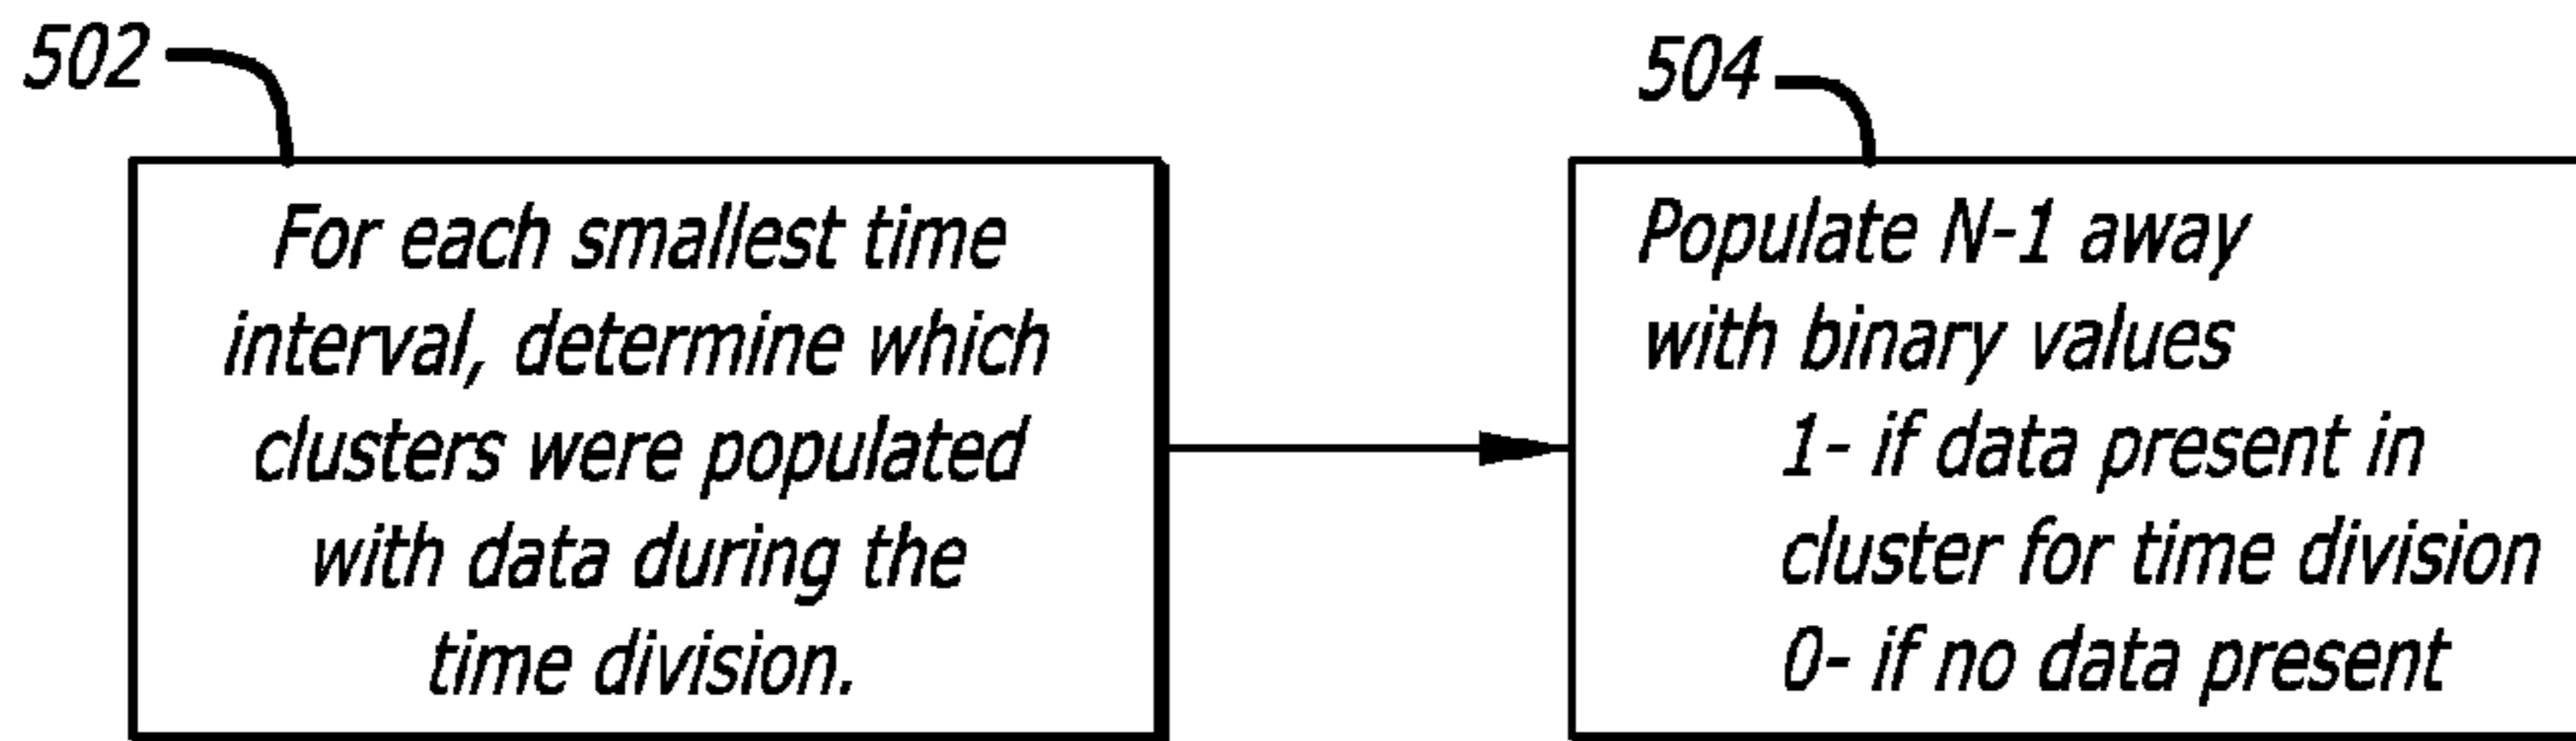 502
For each smallest time
interval, determine which
clusters were populated
with data during the
time division.
504
Populate N-1 away
with binary values
1- if data present in
cluster for time division
0- if no data present